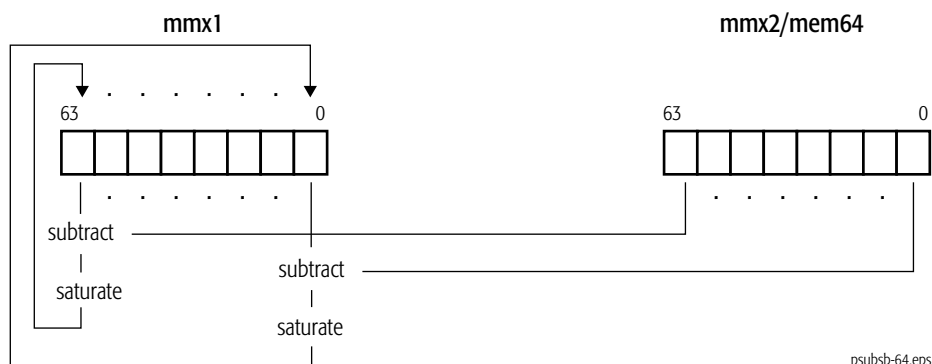 mmx1 mmx2/mem64
. . . . . .
63 0 63 0
. . . . . . . . . . . .
subtract
subtract
saturate
saturate
psubsb-64.eps